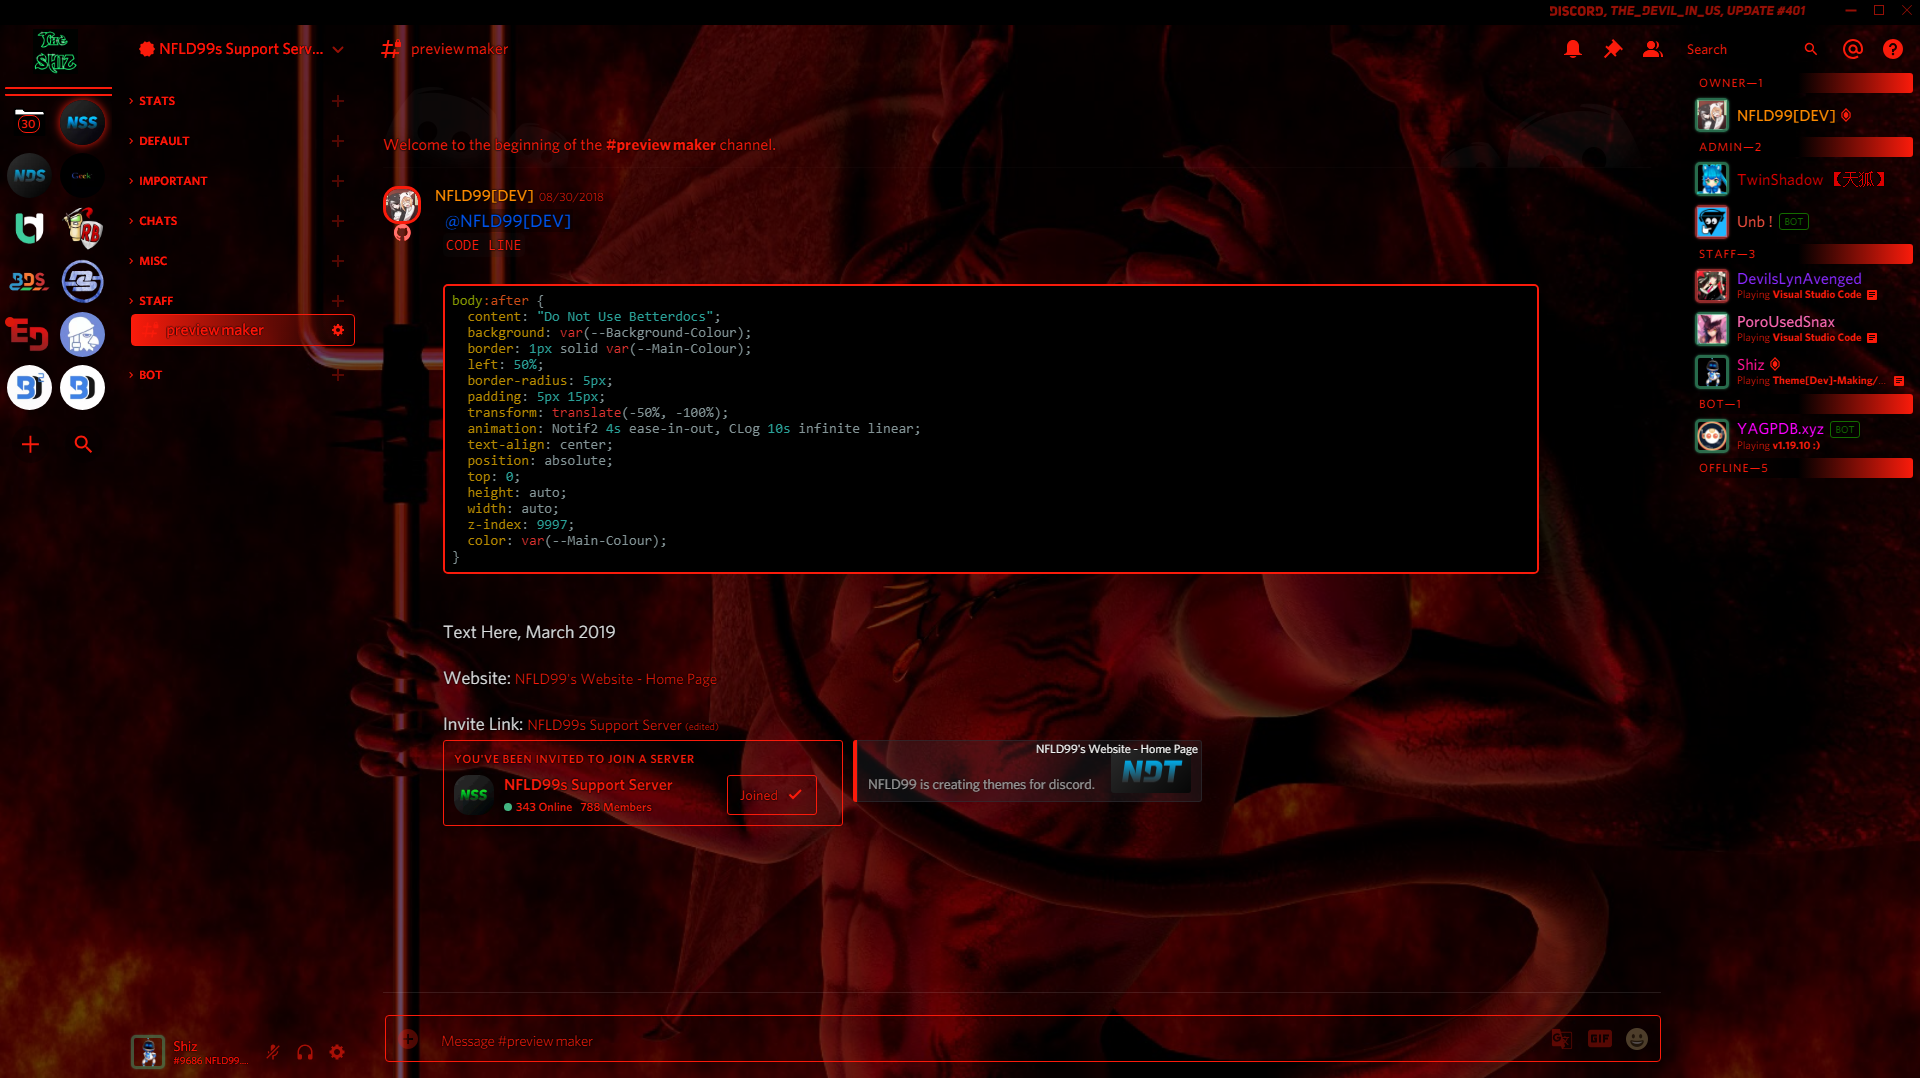 DISCORD, THE_DEVIL_IN_US, UPDATE #401
The
SHIZ
NFLD99s Support Serv...
preview maker
Search
30
NSS
NDS
Geek
RB
BDS
ED
STATS
DEFAULT
IMPORTANT
CHATS
MISC
STAFF
preview maker
BOT
Welcome to the beginning of the #preview maker channel.
NFLD99[DEV] 08/30/2018
@NFLD99[DEV]
CODE LINE
body:after {
  content: "Do Not Use Betterdocs";
  background: var(--Background-Colour);
  border: 1px solid var(--Main-Colour);
  left: 50%;
  border-radius: 5px;
  padding: 5px 15px;
  transform: translate(-50%, -100%);
  animation: Notif2 4s ease-in-out, CLog 10s infinite linear;
  text-align: center;
  position: absolute;
  top: 0;
  height: auto;
  width: auto;
  z-index: 9997;
  color: var(--Main-Colour);
}
Text Here, March 2019
Website: NFLD99's Website - Home Page
Invite Link: NFLD99s Support Server (edited)
YOU'VE BEEN INVITED TO JOIN A SERVER
NSS
NFLD99s Support Server
343 Online 788 Members
Joined
NFLD99's Website - Home Page
NFLD99 is creating themes for discord.
NDT
Message #preview maker
GIF
Shiz
#9686 NFLD99....
OWNER—1
NFLD99[DEV]
ADMIN—2
TwinShadow 【天狐】
Unb ! BOT
STAFF—3
DevilsLynAvenged
Playing Visual Studio Code
PoroUsedSnax
Playing Visual Studio Code
Shiz
Playing Theme[Dev]-Making/...
BOT—1
YAGPDB.xyz BOT
Playing v1.19.10 :)
OFFLINE—5